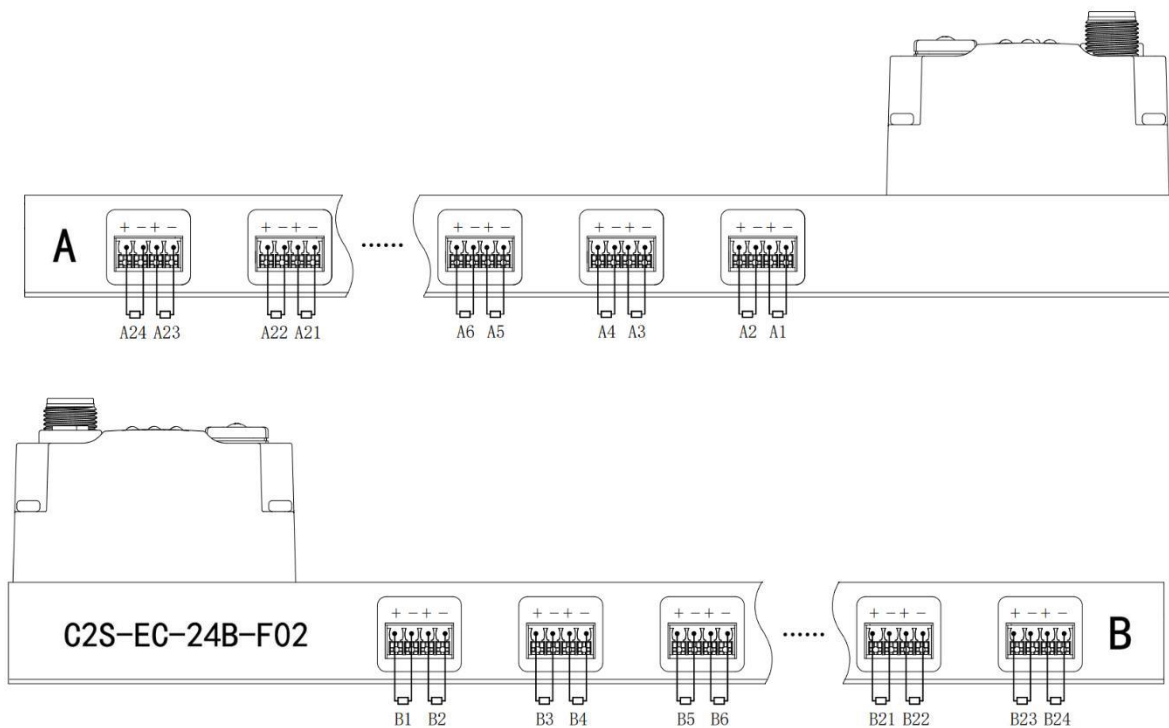 + − + − + − + − + − + − + − + − + − + −
A ······
A24 A23 A22 A21 A6 A5 A4 A3 A2 A1
+ − + − + − + − + − + − + − + − + − + −
C2S-EC-24B-F02 ······ B
B1 B2 B3 B4 B5 B6 B21 B22 B23 B24